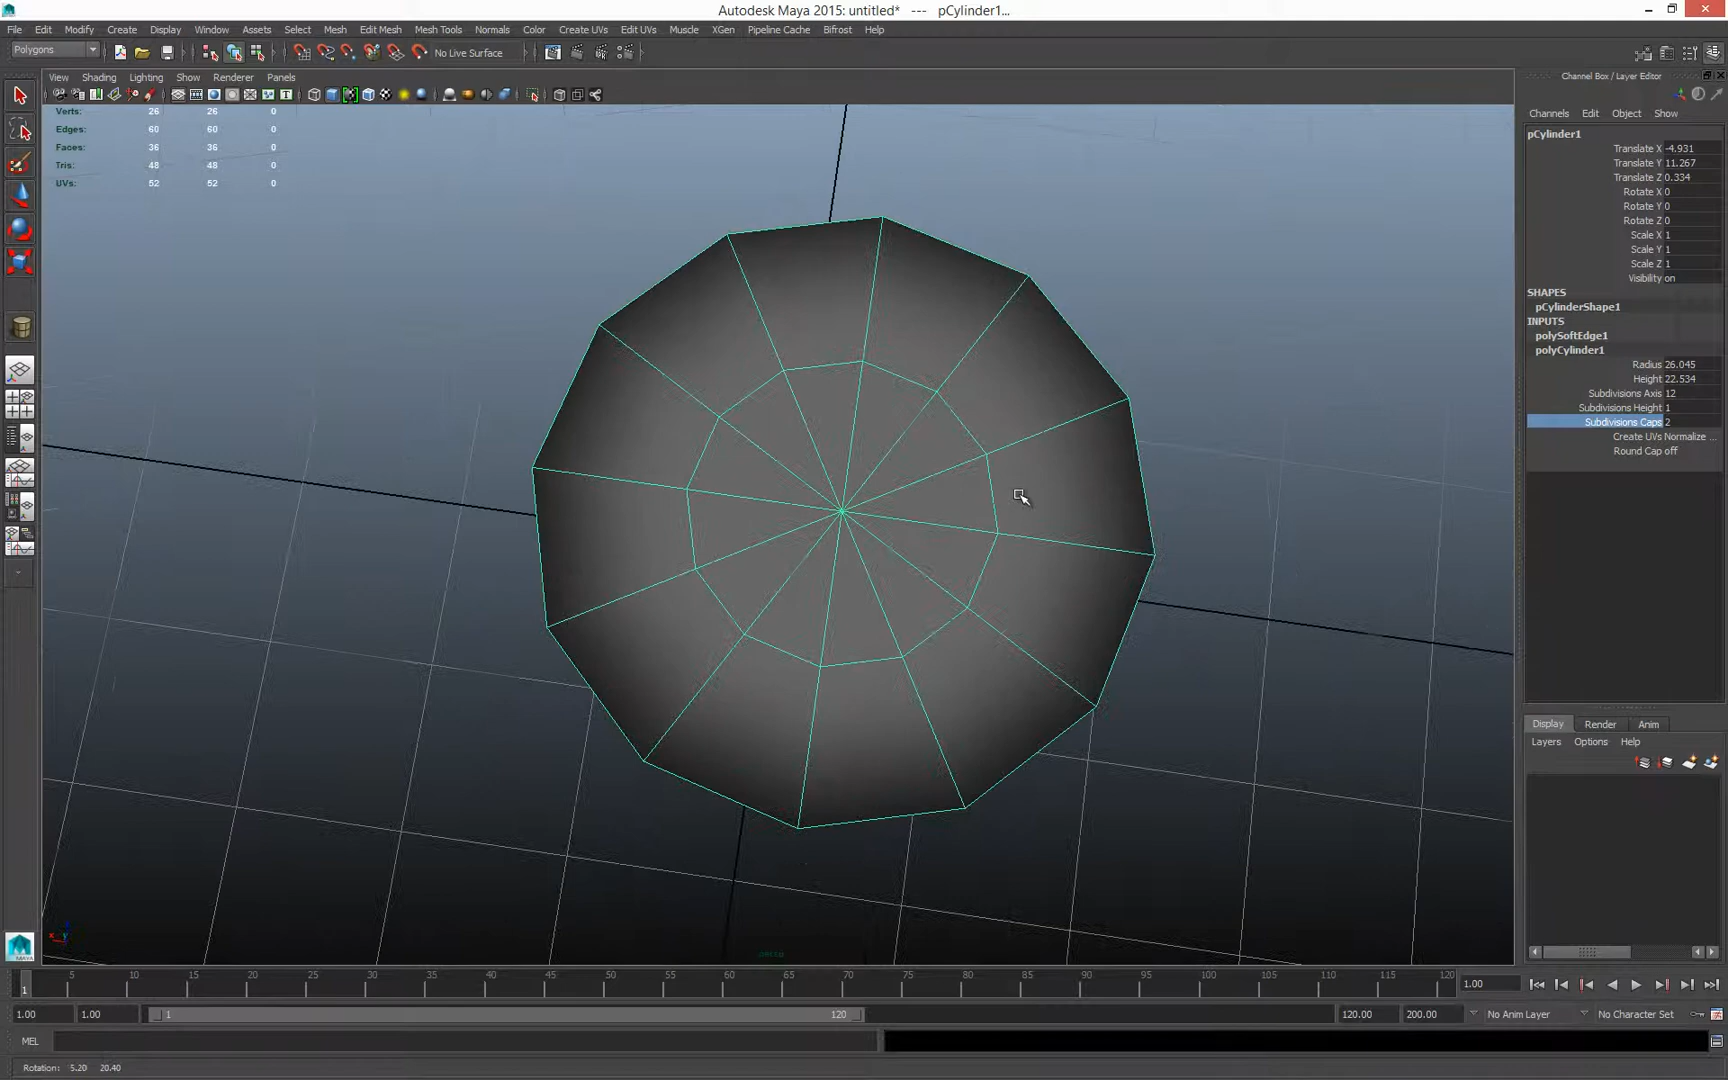 Autodesk Maya 2015: untitled* --- pCylinder1...
File Edit Modify Create Display Window Assets Select Mesh Edit Mesh Mesh Tools Normals Color Create UVs Edit UVs Muscle XGen Pipeline Cache Bifrost Help
Polygons No Live Surface
View Shading Lighting Show Renderer Panels
Channel Box / Layer Editor
Channels Edit Object Show
Verts: 26 26 0
Edges: 60 60 0
Faces: 36 36 0
Tris: 48 48 0
UVs: 52 52 0
pCylinder1
Translate X -4.931
Translate Y 11.267
Translate Z 0.334
Rotate X 0
Rotate Y 0
Rotate Z 0
Scale X 1
Scale Y 1
Scale Z 1
Visibility on
SHAPES
pCylinderShape1
INPUTS
polySoftEdge1
polyCylinder1
Radius 26.045
Height 22.534
Subdivisions Axis 12
Subdivisions Height 1
Subdivisions Caps 2
Create UVs Normalize ...
Round Cap off
Display Render Anim
Layers Options Help
persp
MAYA
1 5 10 15 20 25 30 35 40 45 50 55 60 65 70 75 80 85 90 95 100 105 110 115 120 1.00
1.00 1.00 1 120 120.00 200.00 No Anim Layer No Character Set
MEL
Rotation: 5.20 20.40